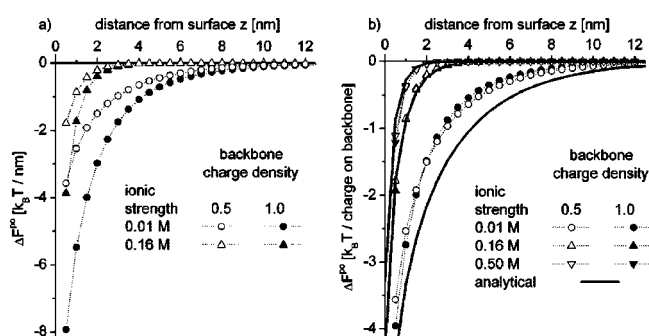 a)
distance from surface z [nm]
0 2 4 6 8 10 12
0
-2
-4
-6
-8
ΔF^po [k_BT / nm]
backbone
charge density
ionic
strength 0.5 1.0
0.01 M
0.16 M
b)
distance from surface z [nm]
0 2 4 6 8 10 12
0
-1
-2
-3
-4
ΔF^po [k_BT / charge on backbone]
backbone
charge density
ionic
strength 0.5 1.0
0.01 M
0.16 M
0.50 M
analytical